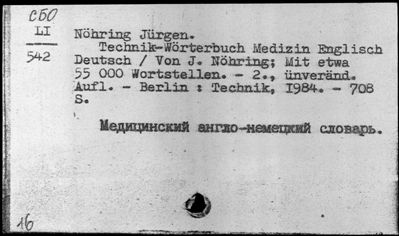 СБО
LI
542
Nöhring Jürgen.
Technik-Wörterbuch Medizin Englisch
Deutsch / Von J. Nöhring; Mit etwa
55 000 Wortstellen. - 2., ünveränd.
Aufl. - Berlin : Technik, 1984. - 708
S.
Медицинский англо-немецкий словарь.
16